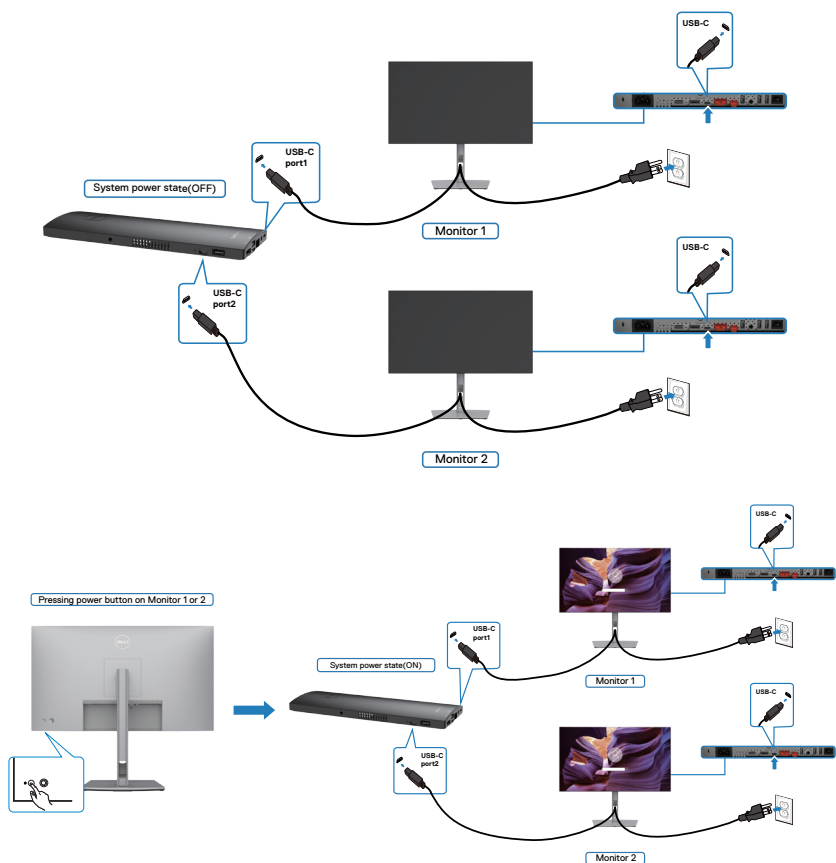 USB-C
USB-C
port1
System power state(OFF)
Monitor 1
USB-C
USB-C
port2
Monitor 2
USB-C
Pressing power button on Monitor 1 or 2
DELL
USB-C
port1
System power state(ON)
Monitor 1
USB-C
USB-C
port2
Monitor 2